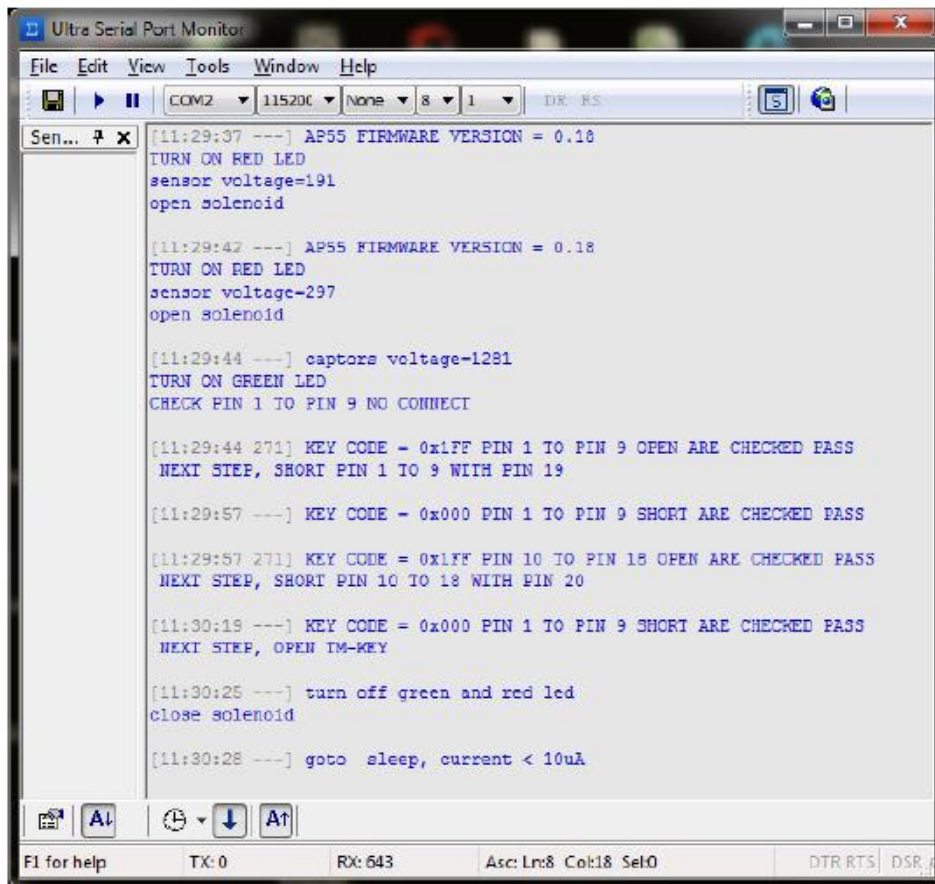 Ultra Serial Port Monitor
File Edit View Tools Window Help
COM2 115200 None 8 1 DR RS
Sen...
[11:29:37 ---] AP55 FIRMWARE VERSION = 0.18
TURN ON RED LED
sensor voltage=191
open solenoid
[11:29:42 ---] AP55 FIRMWARE VERSION = 0.18
TURN ON RED LED
sensor voltage=297
open solenoid
[11:29:44 ---] captors voltage=1281
TURN ON GREEN LED
CHECK PIN 1 TO PIN 9 NO CONNECT
[11:29:44 271] KEY CODE = 0x1FF PIN 1 TO PIN 9 OPEN ARE CHECKED PASS
NEXT STEP, SHORT PIN 1 TO 9 WITH PIN 19
[11:29:57 ---] KEY CODE = 0x000 PIN 1 TO PIN 9 SHORT ARE CHECKED PASS
[11:29:57 271] KEY CODE = 0x1FF PIN 10 TO PIN 18 OPEN ARE CHECKED PASS
NEXT STEP, SHORT PIN 10 TO 18 WITH PIN 20
[11:30:19 ---] KEY CODE = 0x000 PIN 1 TO PIN 9 SHORT ARE CHECKED PASS
NEXT STEP, OPEN TM-KEY
[11:30:25 ---] turn off green and red led
close solenoid
[11:30:28 ---] goto sleep, current < 10uA
F1 for help TX: 0 RX: 643 Asc: Ln:8 Col:18 Sel:0 DTR RTS DSR